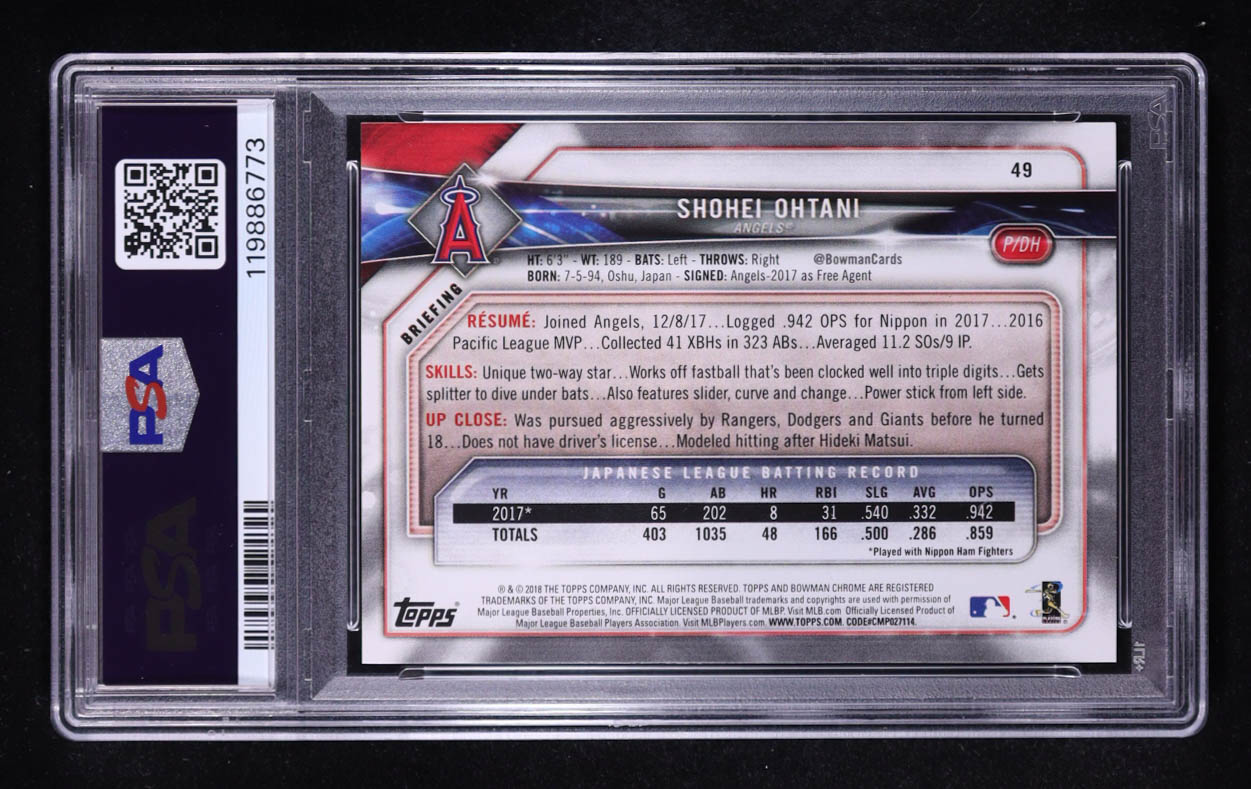 119886773
PSA
PSA
PSA
49
SHOHEI OHTANI
ANGELS®
P/DH
A
HT: 6'3" - WT: 189 - BATS: Left - THROWS: Right @BowmanCards
BORN: 7-5-94, Oshu, Japan - SIGNED: Angels-2017 as Free Agent
BRIEFING
RÉSUMÉ: Joined Angels, 12/8/17...Logged .942 OPS for Nippon in 2017...2016
Pacific League MVP...Collected 41 XBHs in 323 ABs...Averaged 11.2 SOs/9 IP.
SKILLS: Unique two-way star...Works off fastball that's been clocked well into triple digits...Gets
splitter to dive under bats...Also features slider, curve and change...Power stick from left side.
UP CLOSE: Was pursued aggressively by Rangers, Dodgers and Giants before he turned
18...Does not have driver's license...Modeled hitting after Hideki Matsui.
JAPANESE LEAGUE BATTING RECORD
YR G AB HR RBI SLG AVG OPS
2017* 65 202 8 31 .540 .332 .942
TOTALS 403 1035 48 166 .500 .286 .859
*Played with Nippon Ham Fighters
® & © 2018 THE TOPPS COMPANY, INC. ALL RIGHTS RESERVED. TOPPS AND BOWMAN CHROME ARE REGISTERED
TRADEMARKS OF THE TOPPS COMPANY, INC. Major League Baseball trademarks and copyrights are used with permission of
Major League Baseball Properties, Inc. OFFICIALLY LICENSED PRODUCT OF MLBP. Visit MLB.com Officially Licensed Product of
Major League Baseball Players Association. Visit MLBPlayers.com. WWW.TOPPS.COM. CODE#CMP027114.
topps®